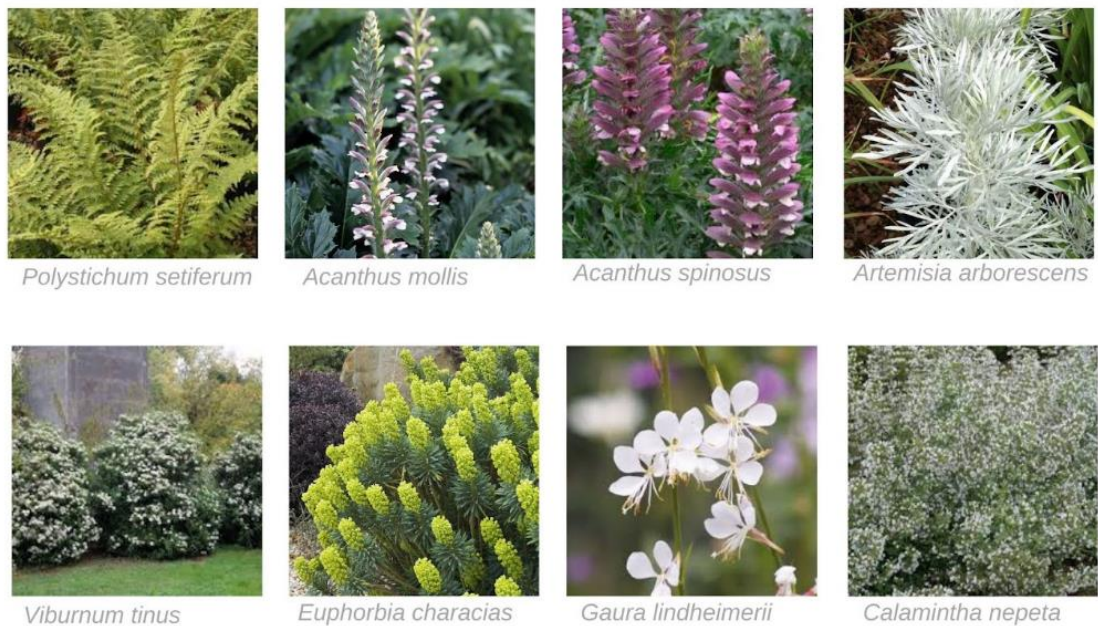 Polystichum setiferum
Acanthus mollis
Acanthus spinosus
Artemisia arborescens
Viburnum tinus
Euphorbia characias
Gaura lindheimerii
Calamintha nepeta